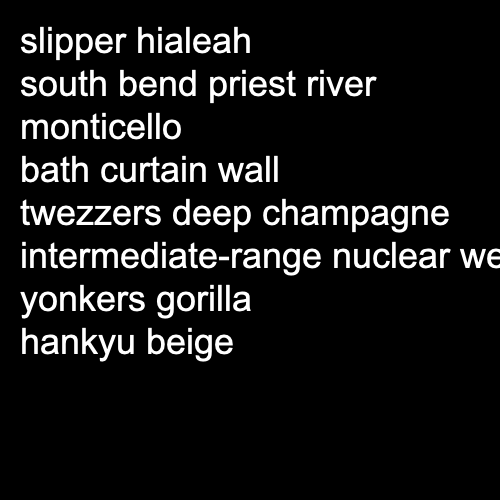 slipper hialeah
south bend priest river
monticello
bath curtain wall
twezzers deep champagne
intermediate-range nuclear we
yonkers gorilla
hankyu beige